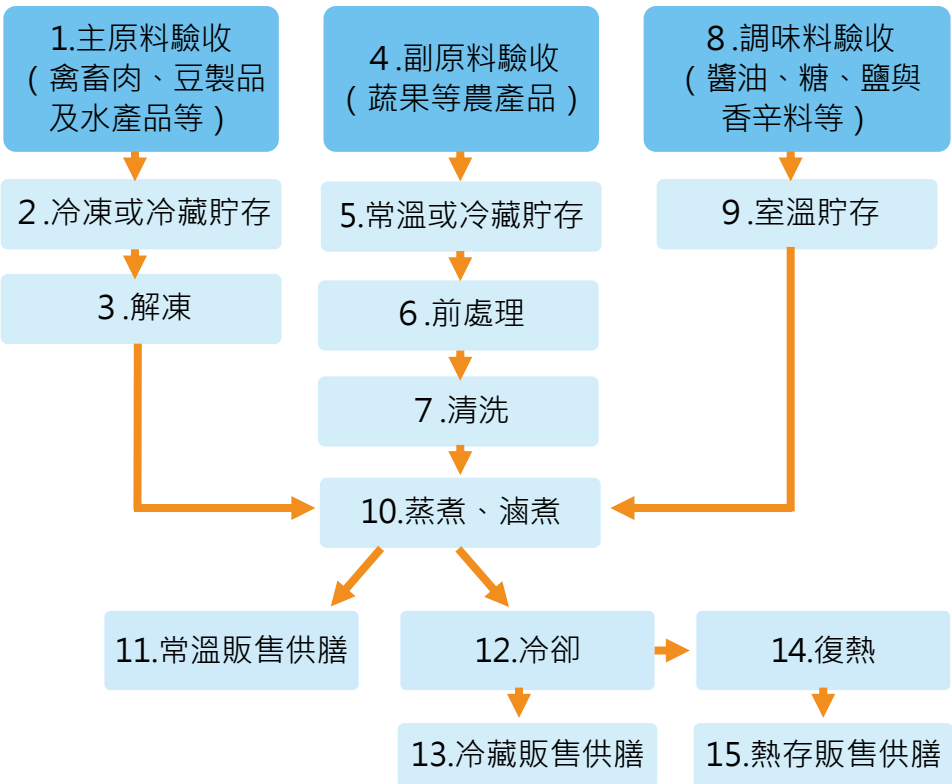 1.主原料驗收
(禽畜肉、豆製品
及水產品等)
4.副原料驗收
(蔬果等農產品)
8.調味料驗收
(醬油、糖、鹽與
香辛料等)
2.冷凍或冷藏貯存
5.常溫或冷藏貯存
9.室溫貯存
3.解凍
6.前處理
7.清洗
10.蒸煮、滷煮
11.常溫販售供膳
12.冷卻
14.復熱
13.冷藏販售供膳
15.熱存販售供膳